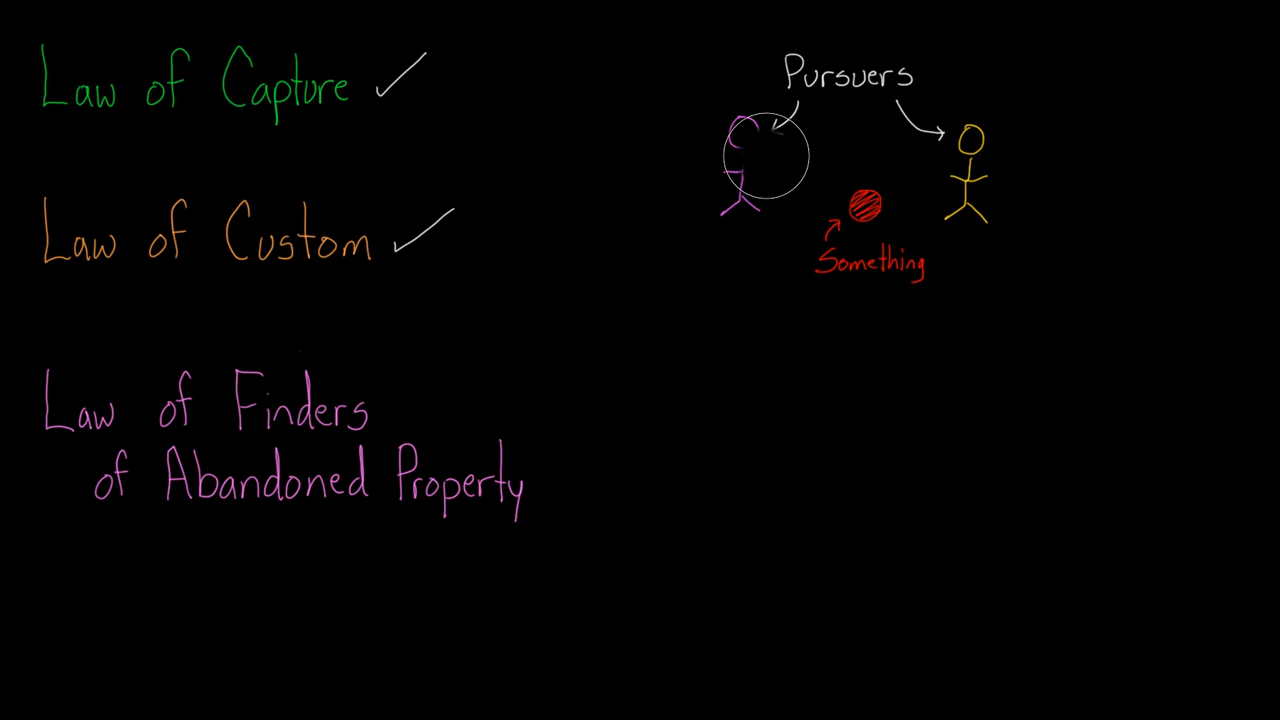 Law of Capture
Law of Custom
Law of Finders
of Abandoned Property
Pursuers
Something